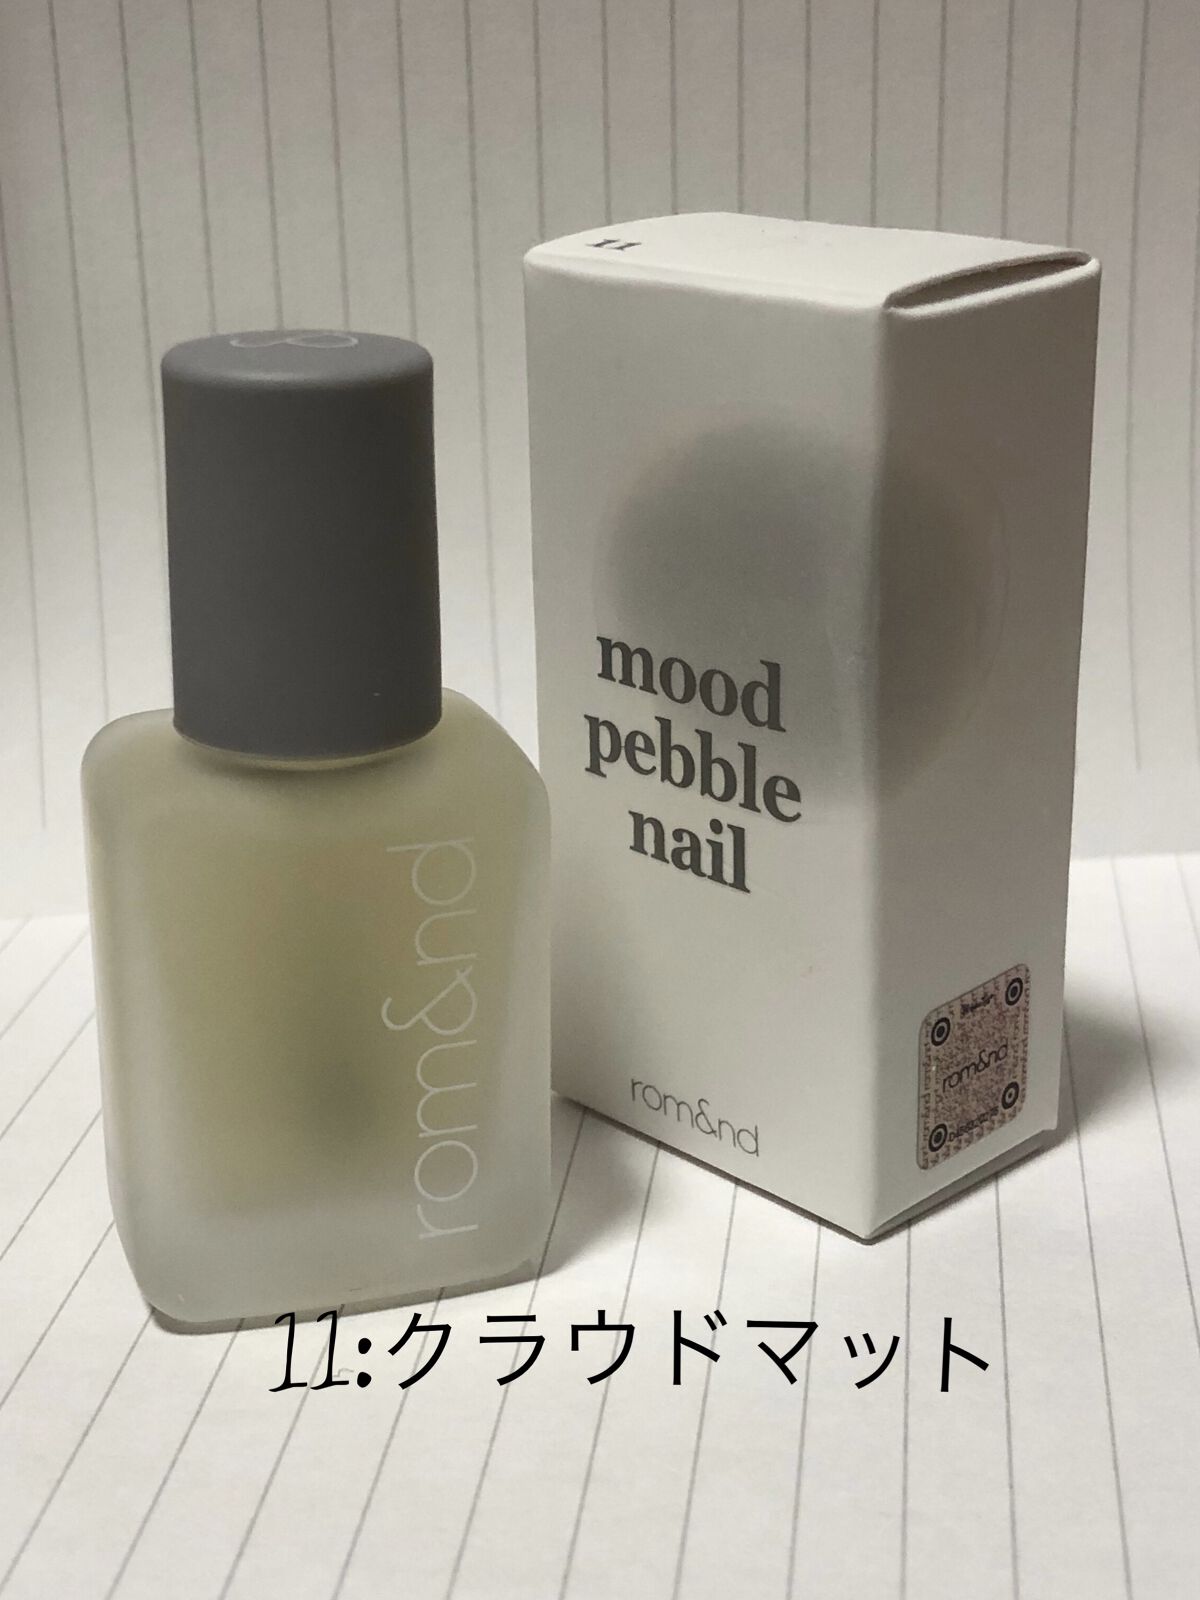 11
mood
pebble
nail
rom&nd
rom&nd
rom&nd
&
11:クラウドマット